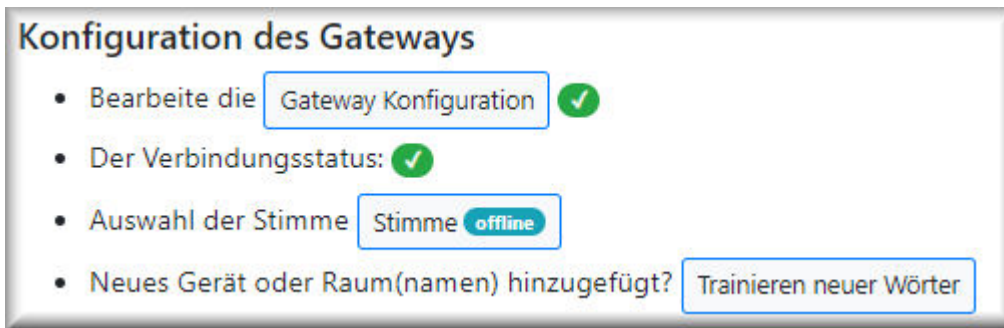 Konfiguration des Gateways
Bearbeite die Gateway Konfiguration
Der Verbindungsstatus:
Auswahl der Stimme Stimme offline
Neues Gerät oder Raum(namen) hinzugefügt? Trainieren neuer Wörter